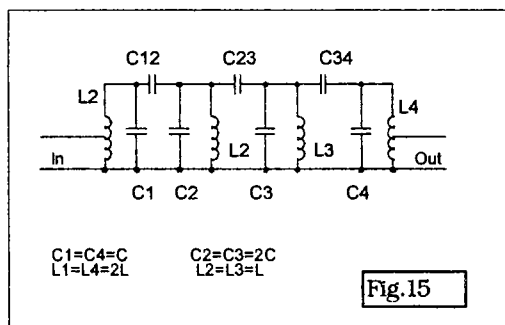 C12 C23 C34
L2 L4
In L2 L3 Out
C1 C2 C3 C4
C1=C4=C C2=C3=2C
L1=L4=2L L2=L3=L
Fig.15